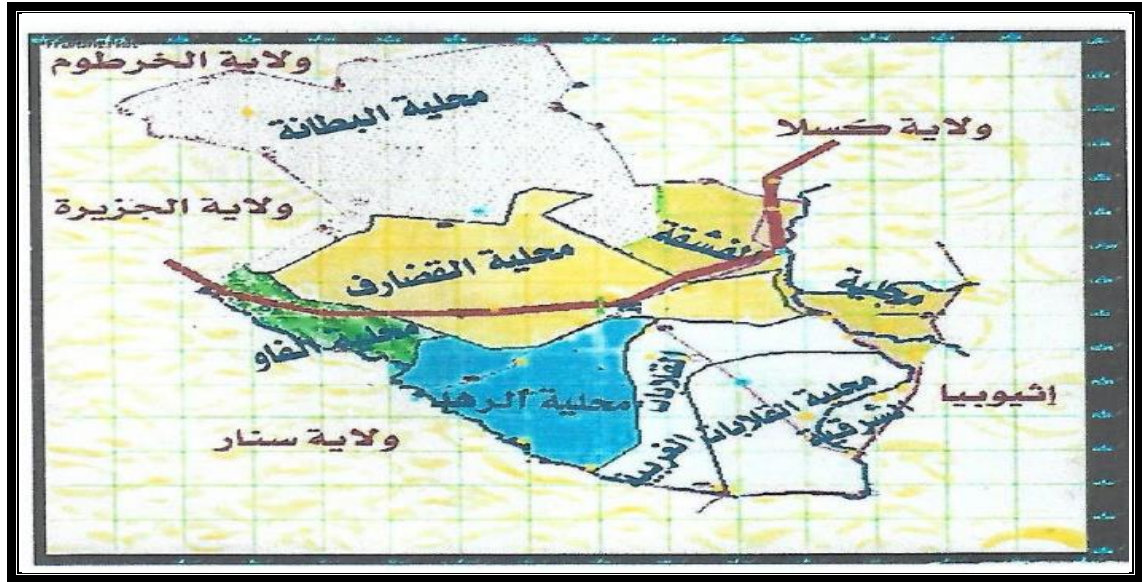 ولاية الخرطوم
محلية البطانة
ولاية كسلا
ولاية الجزيرة
الفشقة
محلية القضارف
محلية
محلية الفاو
إثيوبيا
القلابات
محلية الرهد
محلية القلابات الغربية
الشرقية
ولاية سنار